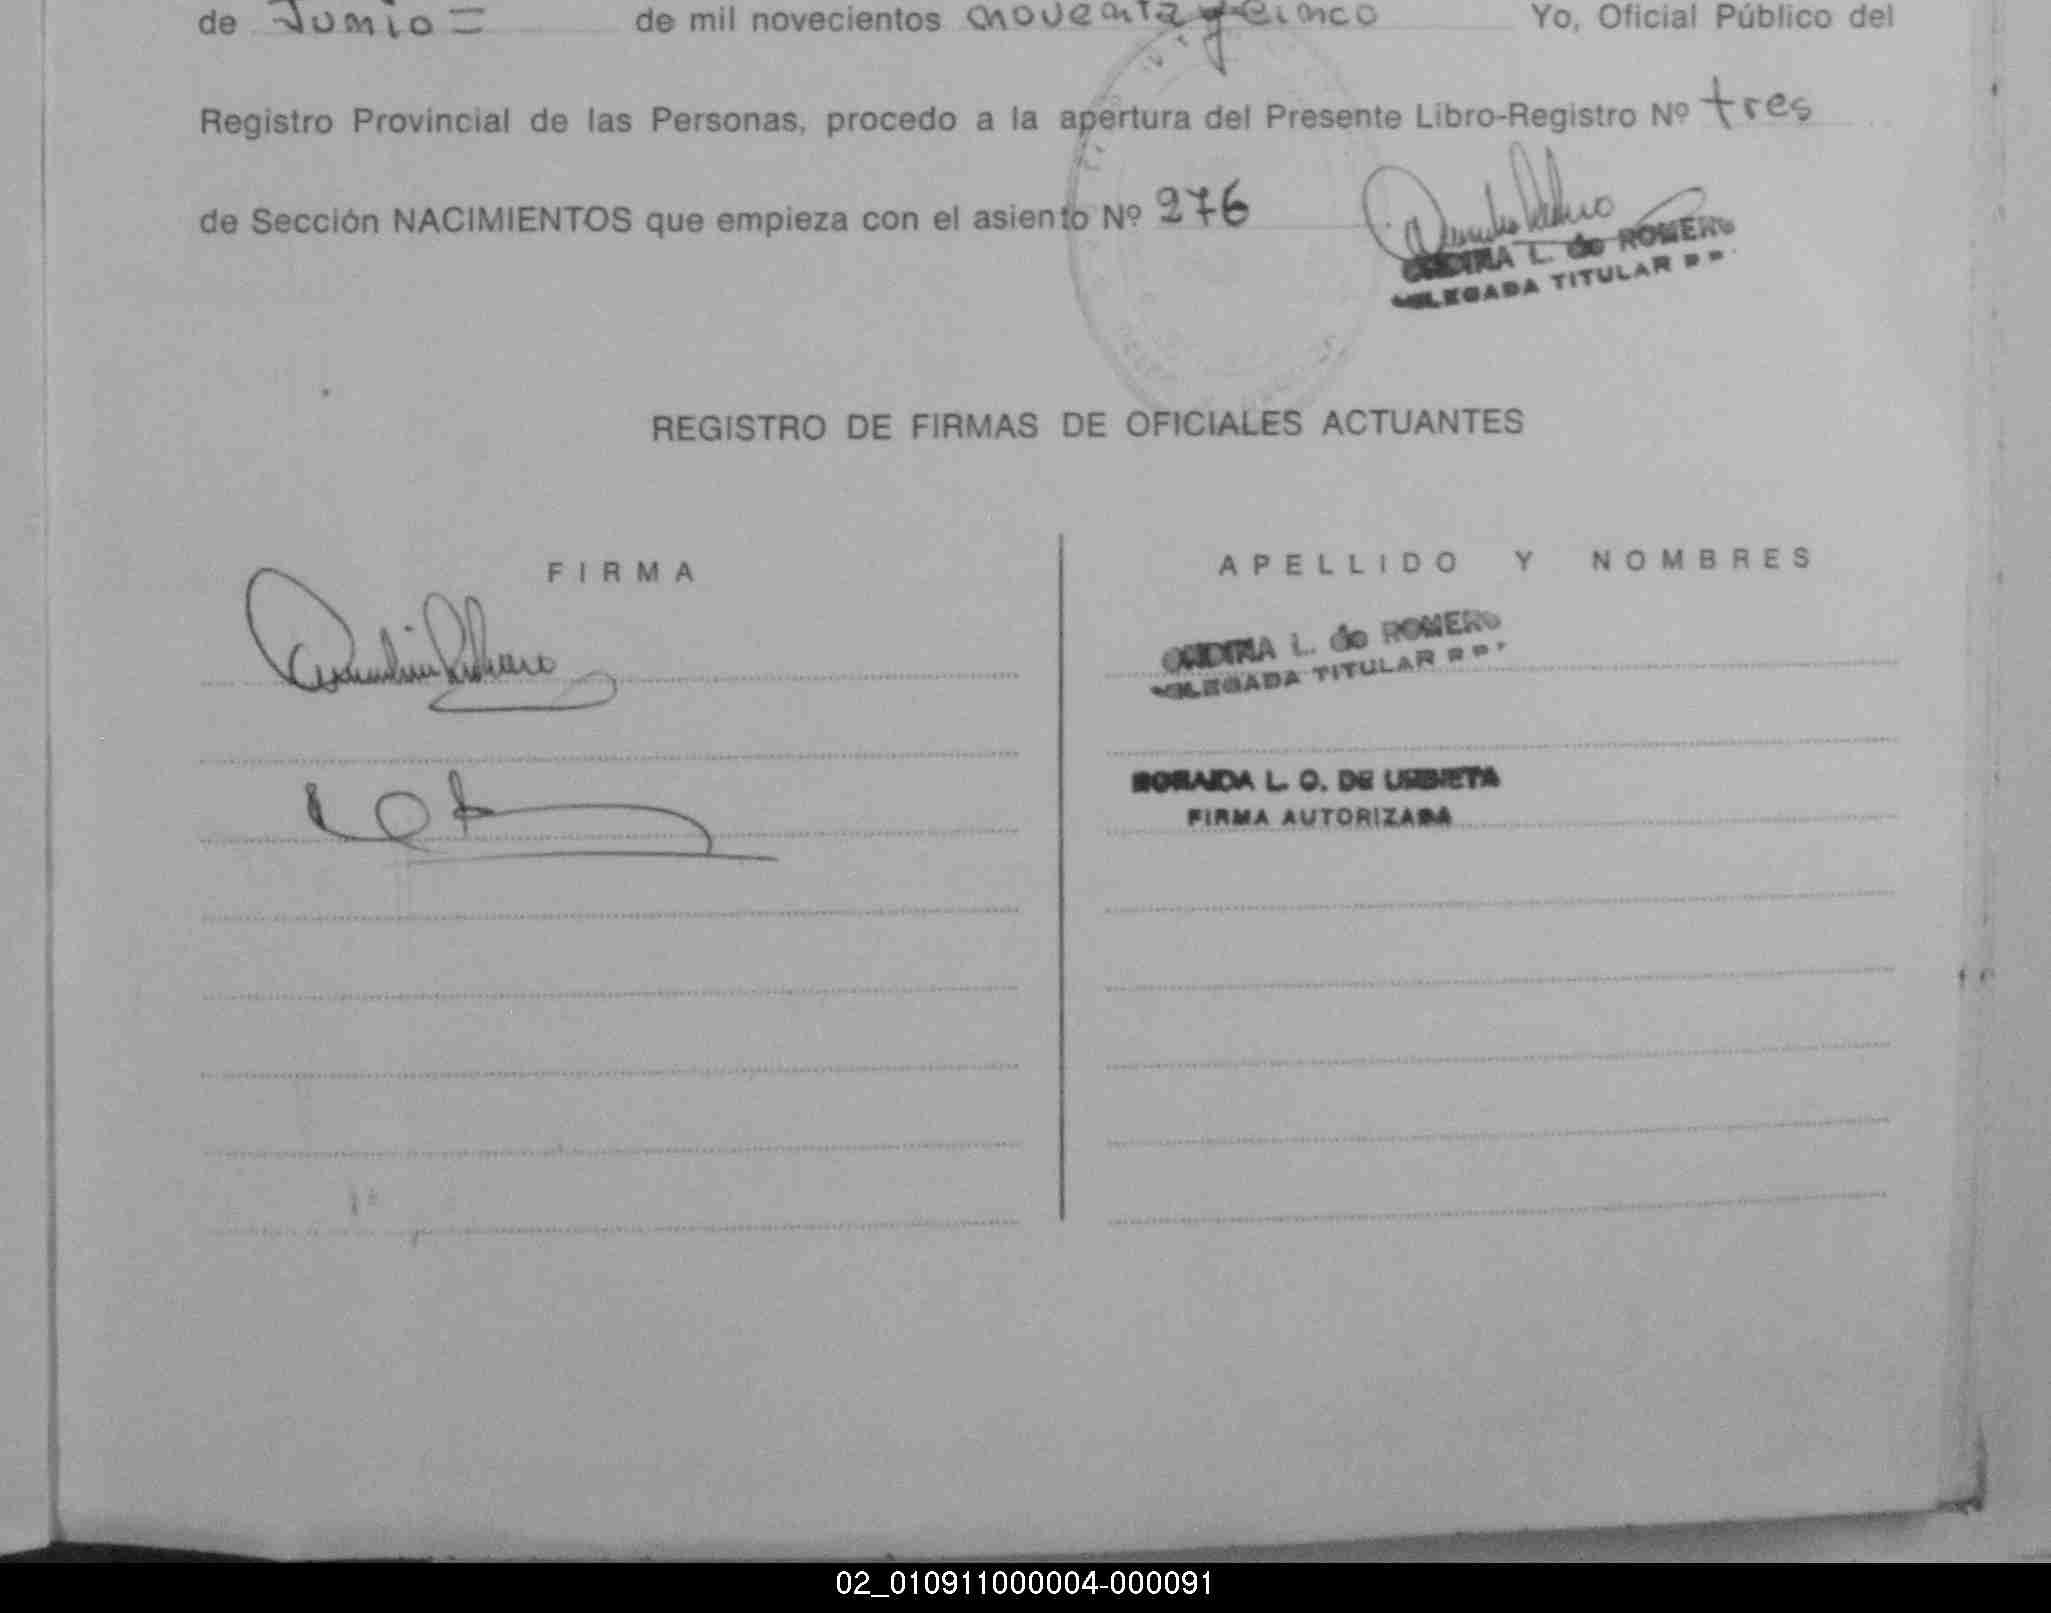 de Junio = de mil novecientos noventa y cinco Yo, Oficial Público del
Registro Provincial de las Personas, procedo a la apertura del Presente Libro-Registro Nº tres
de Sección NACIMIENTOS que empieza con el asiento Nº 276
L. de ROMERO
DELEGADA TITULAR
REGISTRO DE FIRMAS DE OFICIALES ACTUANTES
FIRMA APELLIDO Y NOMBRES
L. de ROMERO
DELEGADA TITULAR
L. O. DE
FIRMA AUTORIZADA
02_010911000004-000091